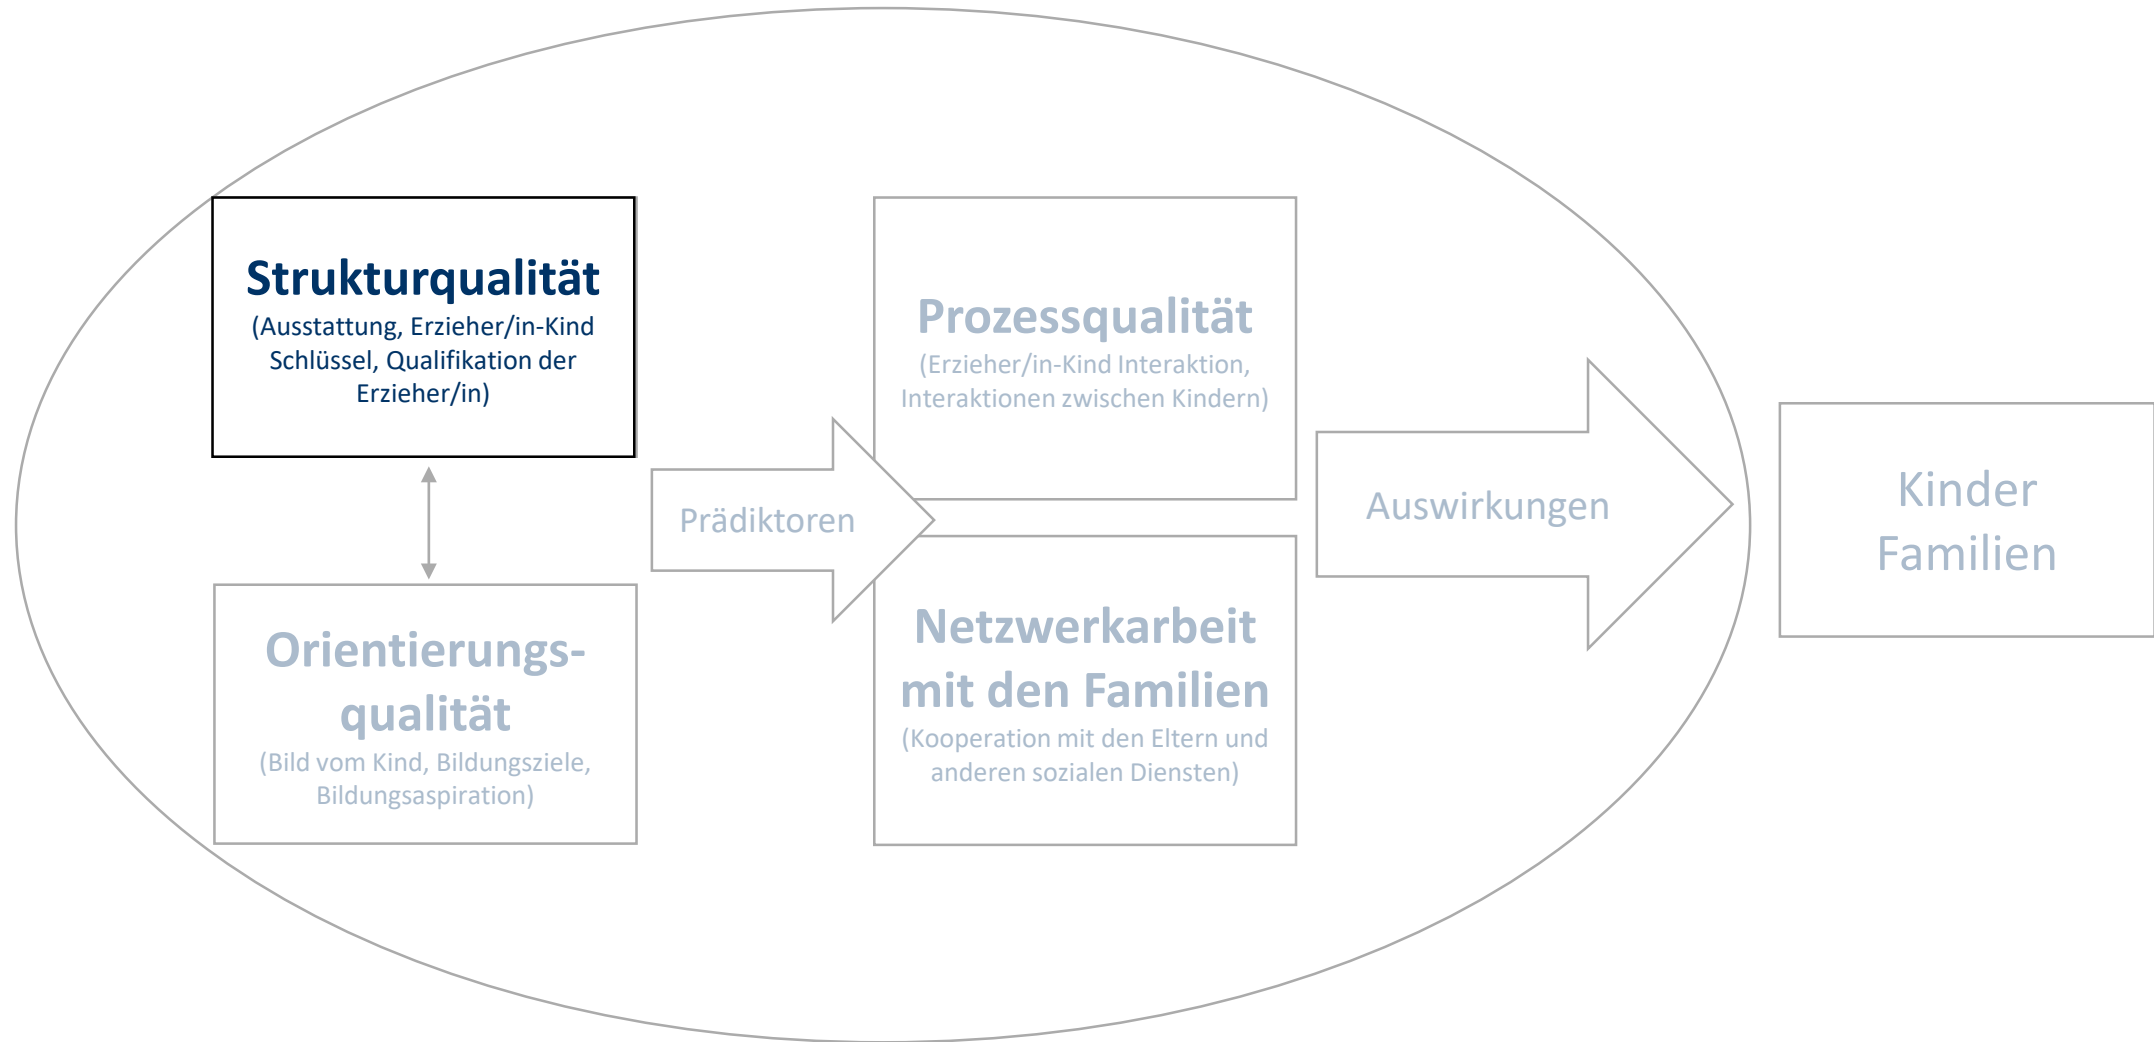 Strukturqualität
(Ausstattung, Erzieher/in-Kind
Schlüssel, Qualifikation der
Erzieher/in)
Orientierungs-
qualität
(Bild vom Kind, Bildungsziele,
Bildungsaspiration)
Prädiktoren
Prozessqualität
(Erzieher/in-Kind Interaktion,
Interaktionen zwischen Kindern)
Netzwerkarbeit
mit den Familien
(Kooperation mit den Eltern und
anderen sozialen Diensten)
Auswirkungen
Kinder
Familien